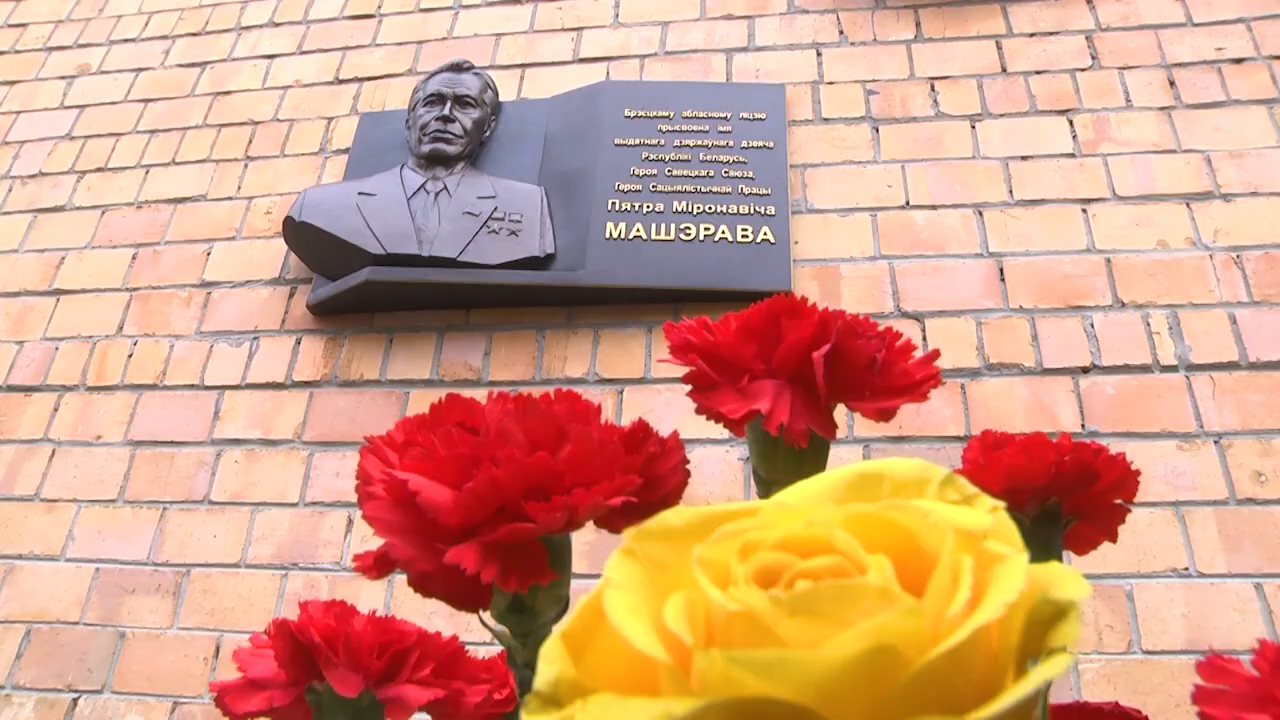 Брэсцкаму абласному ліцэю
прысвоена імя
выдатнага дзяржаўнага дзеяча
Рэспублікі Беларусь,
Героя Савецкага Саюза,
Героя Сацыялістычнай Працы
Пятра Міронавіча
МАШЭРАВА